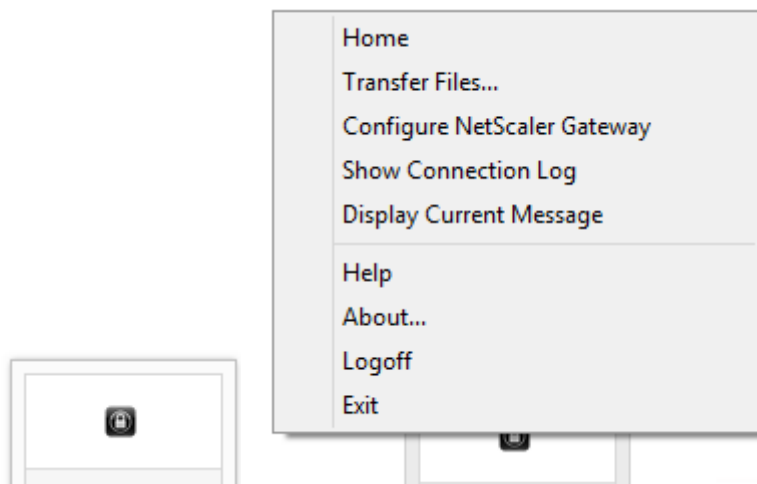 Home
Transfer Files...
Configure NetScaler Gateway
Show Connection Log
Display Current Message
Help
About...
Logoff
Exit